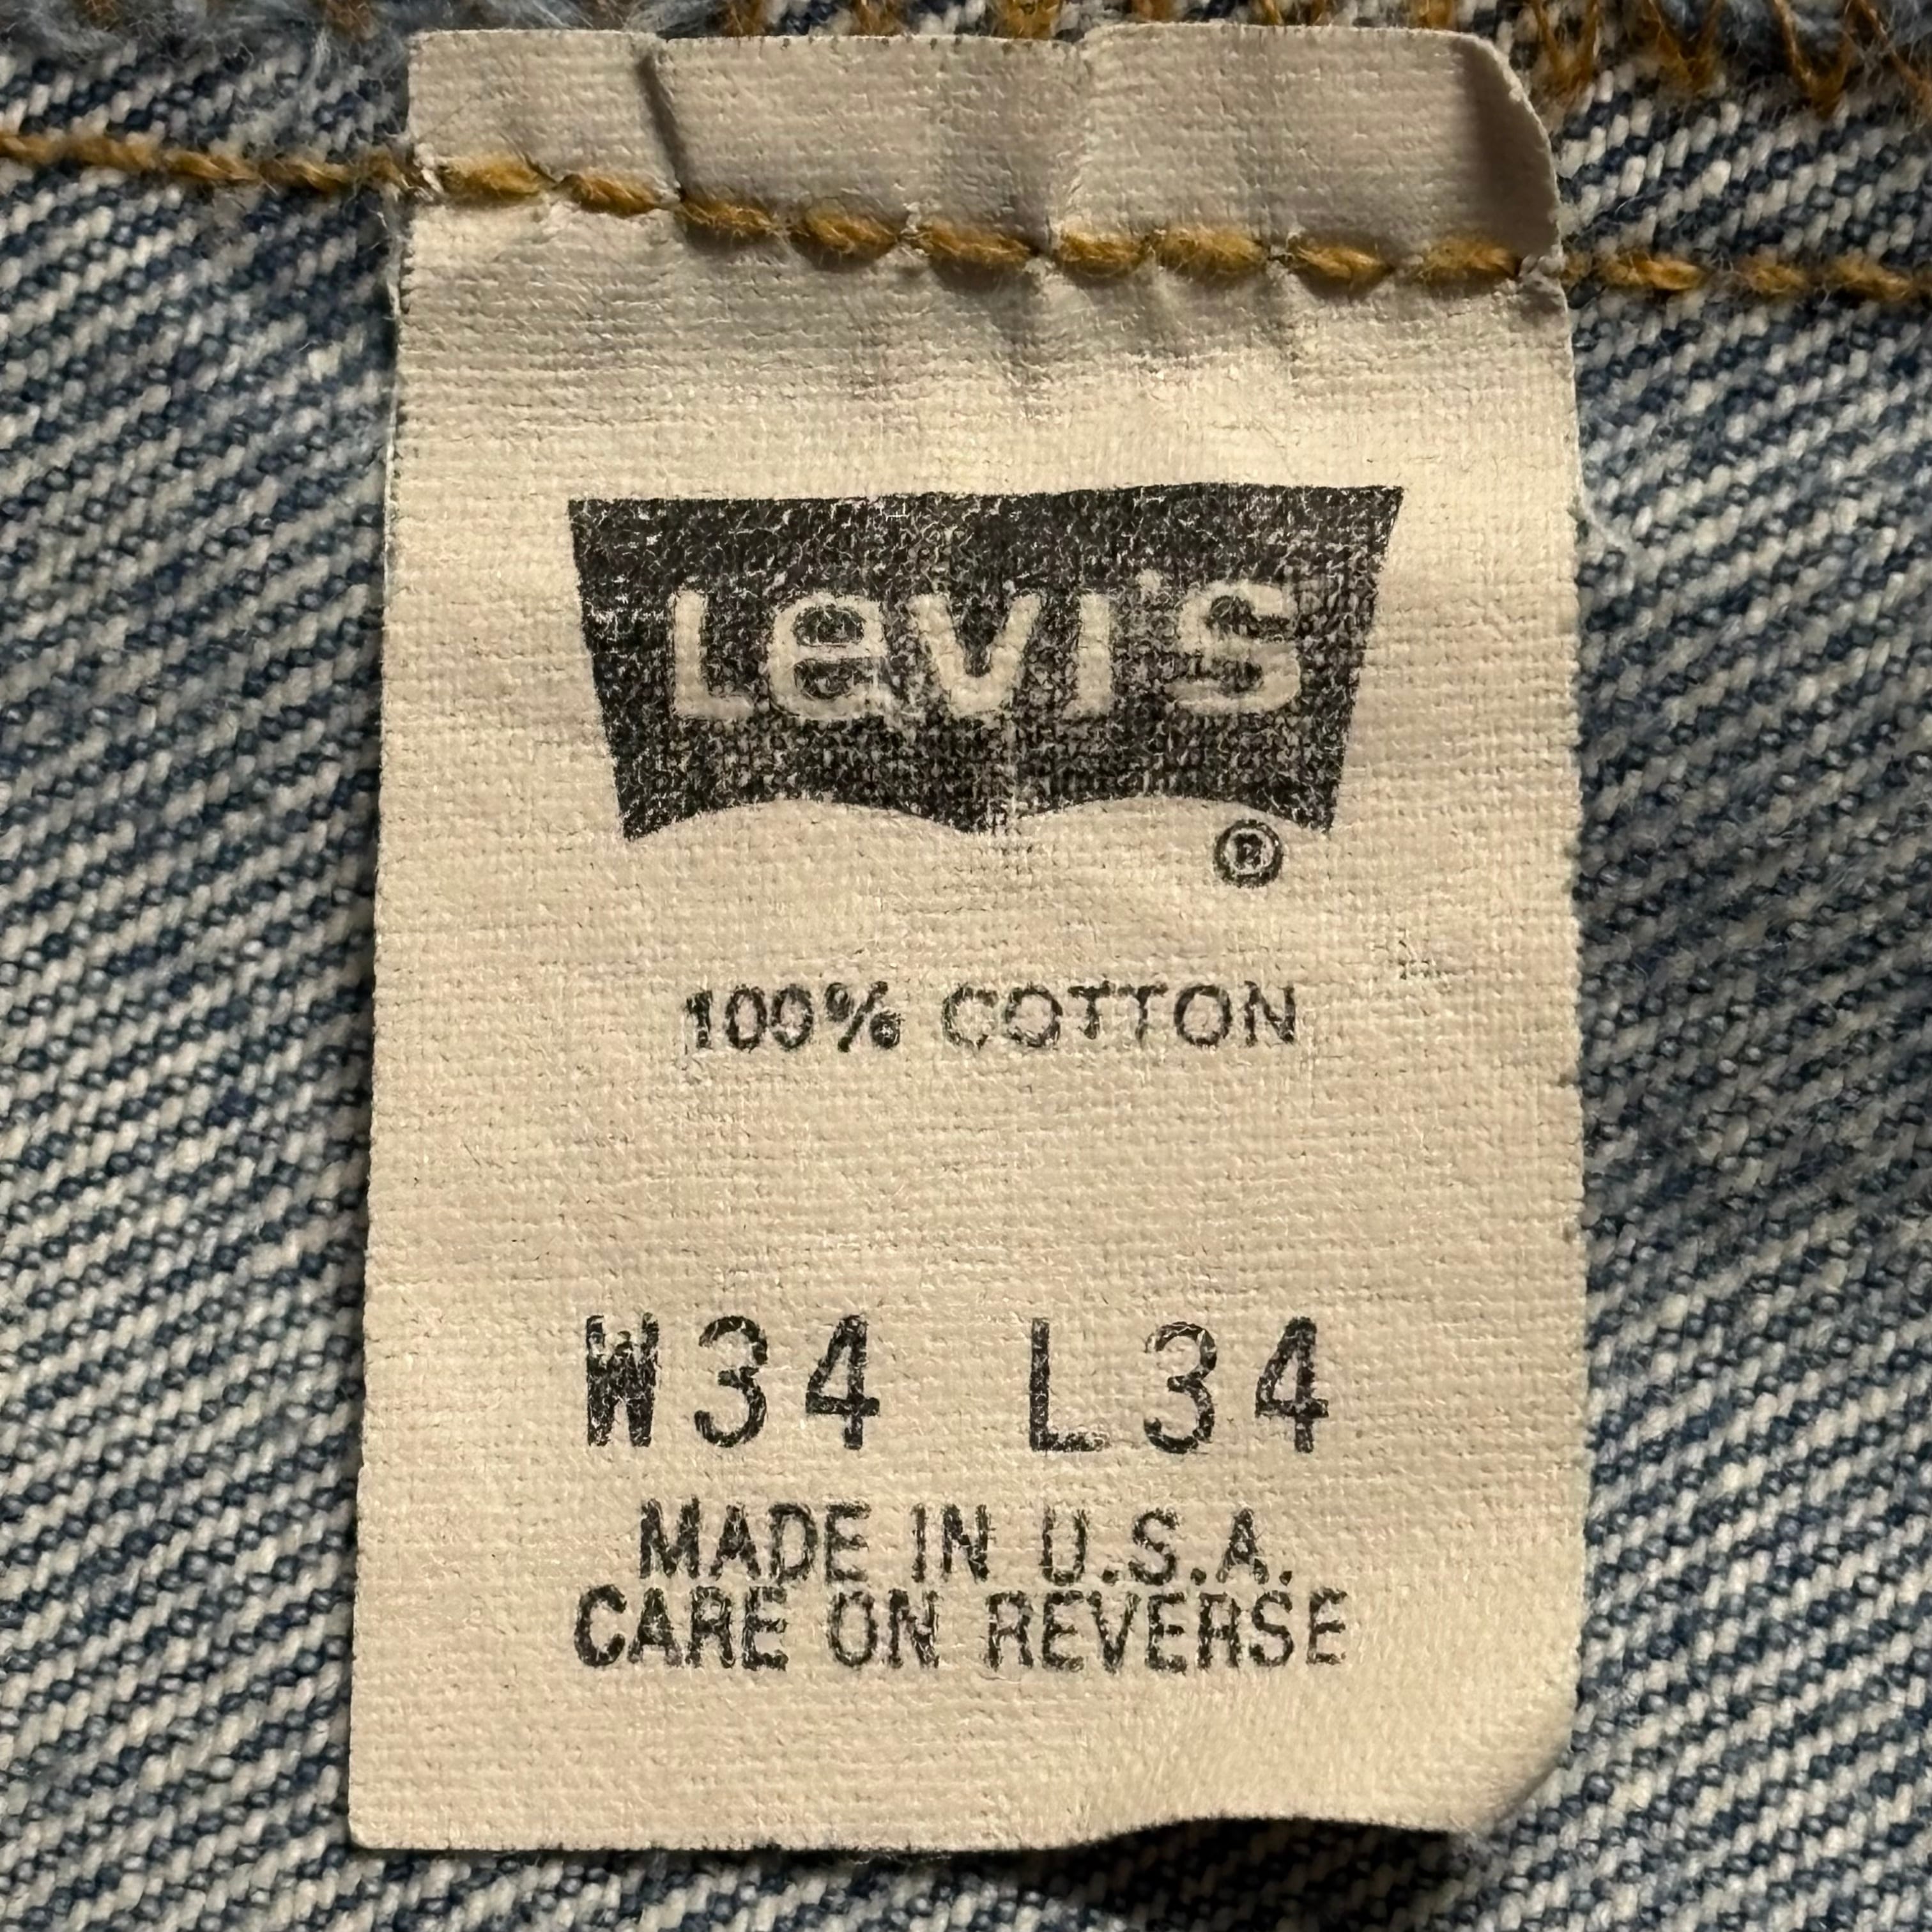 Levi's
®
100% COTTON
W34 L34
MADE IN U.S.A.
CARE ON REVERSE